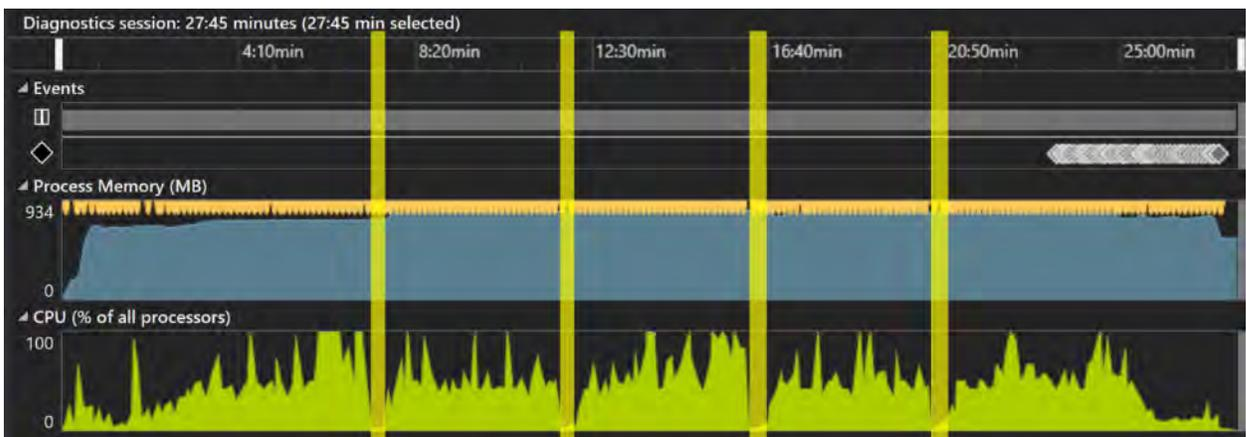 Diagnostics session: 27:45 minutes (27:45 min selected)
4:10min 8:20min 12:30min 16:40min 20:50min 25:00min
Events
Process Memory (MB)
934
0
CPU (% of all processors)
100
0